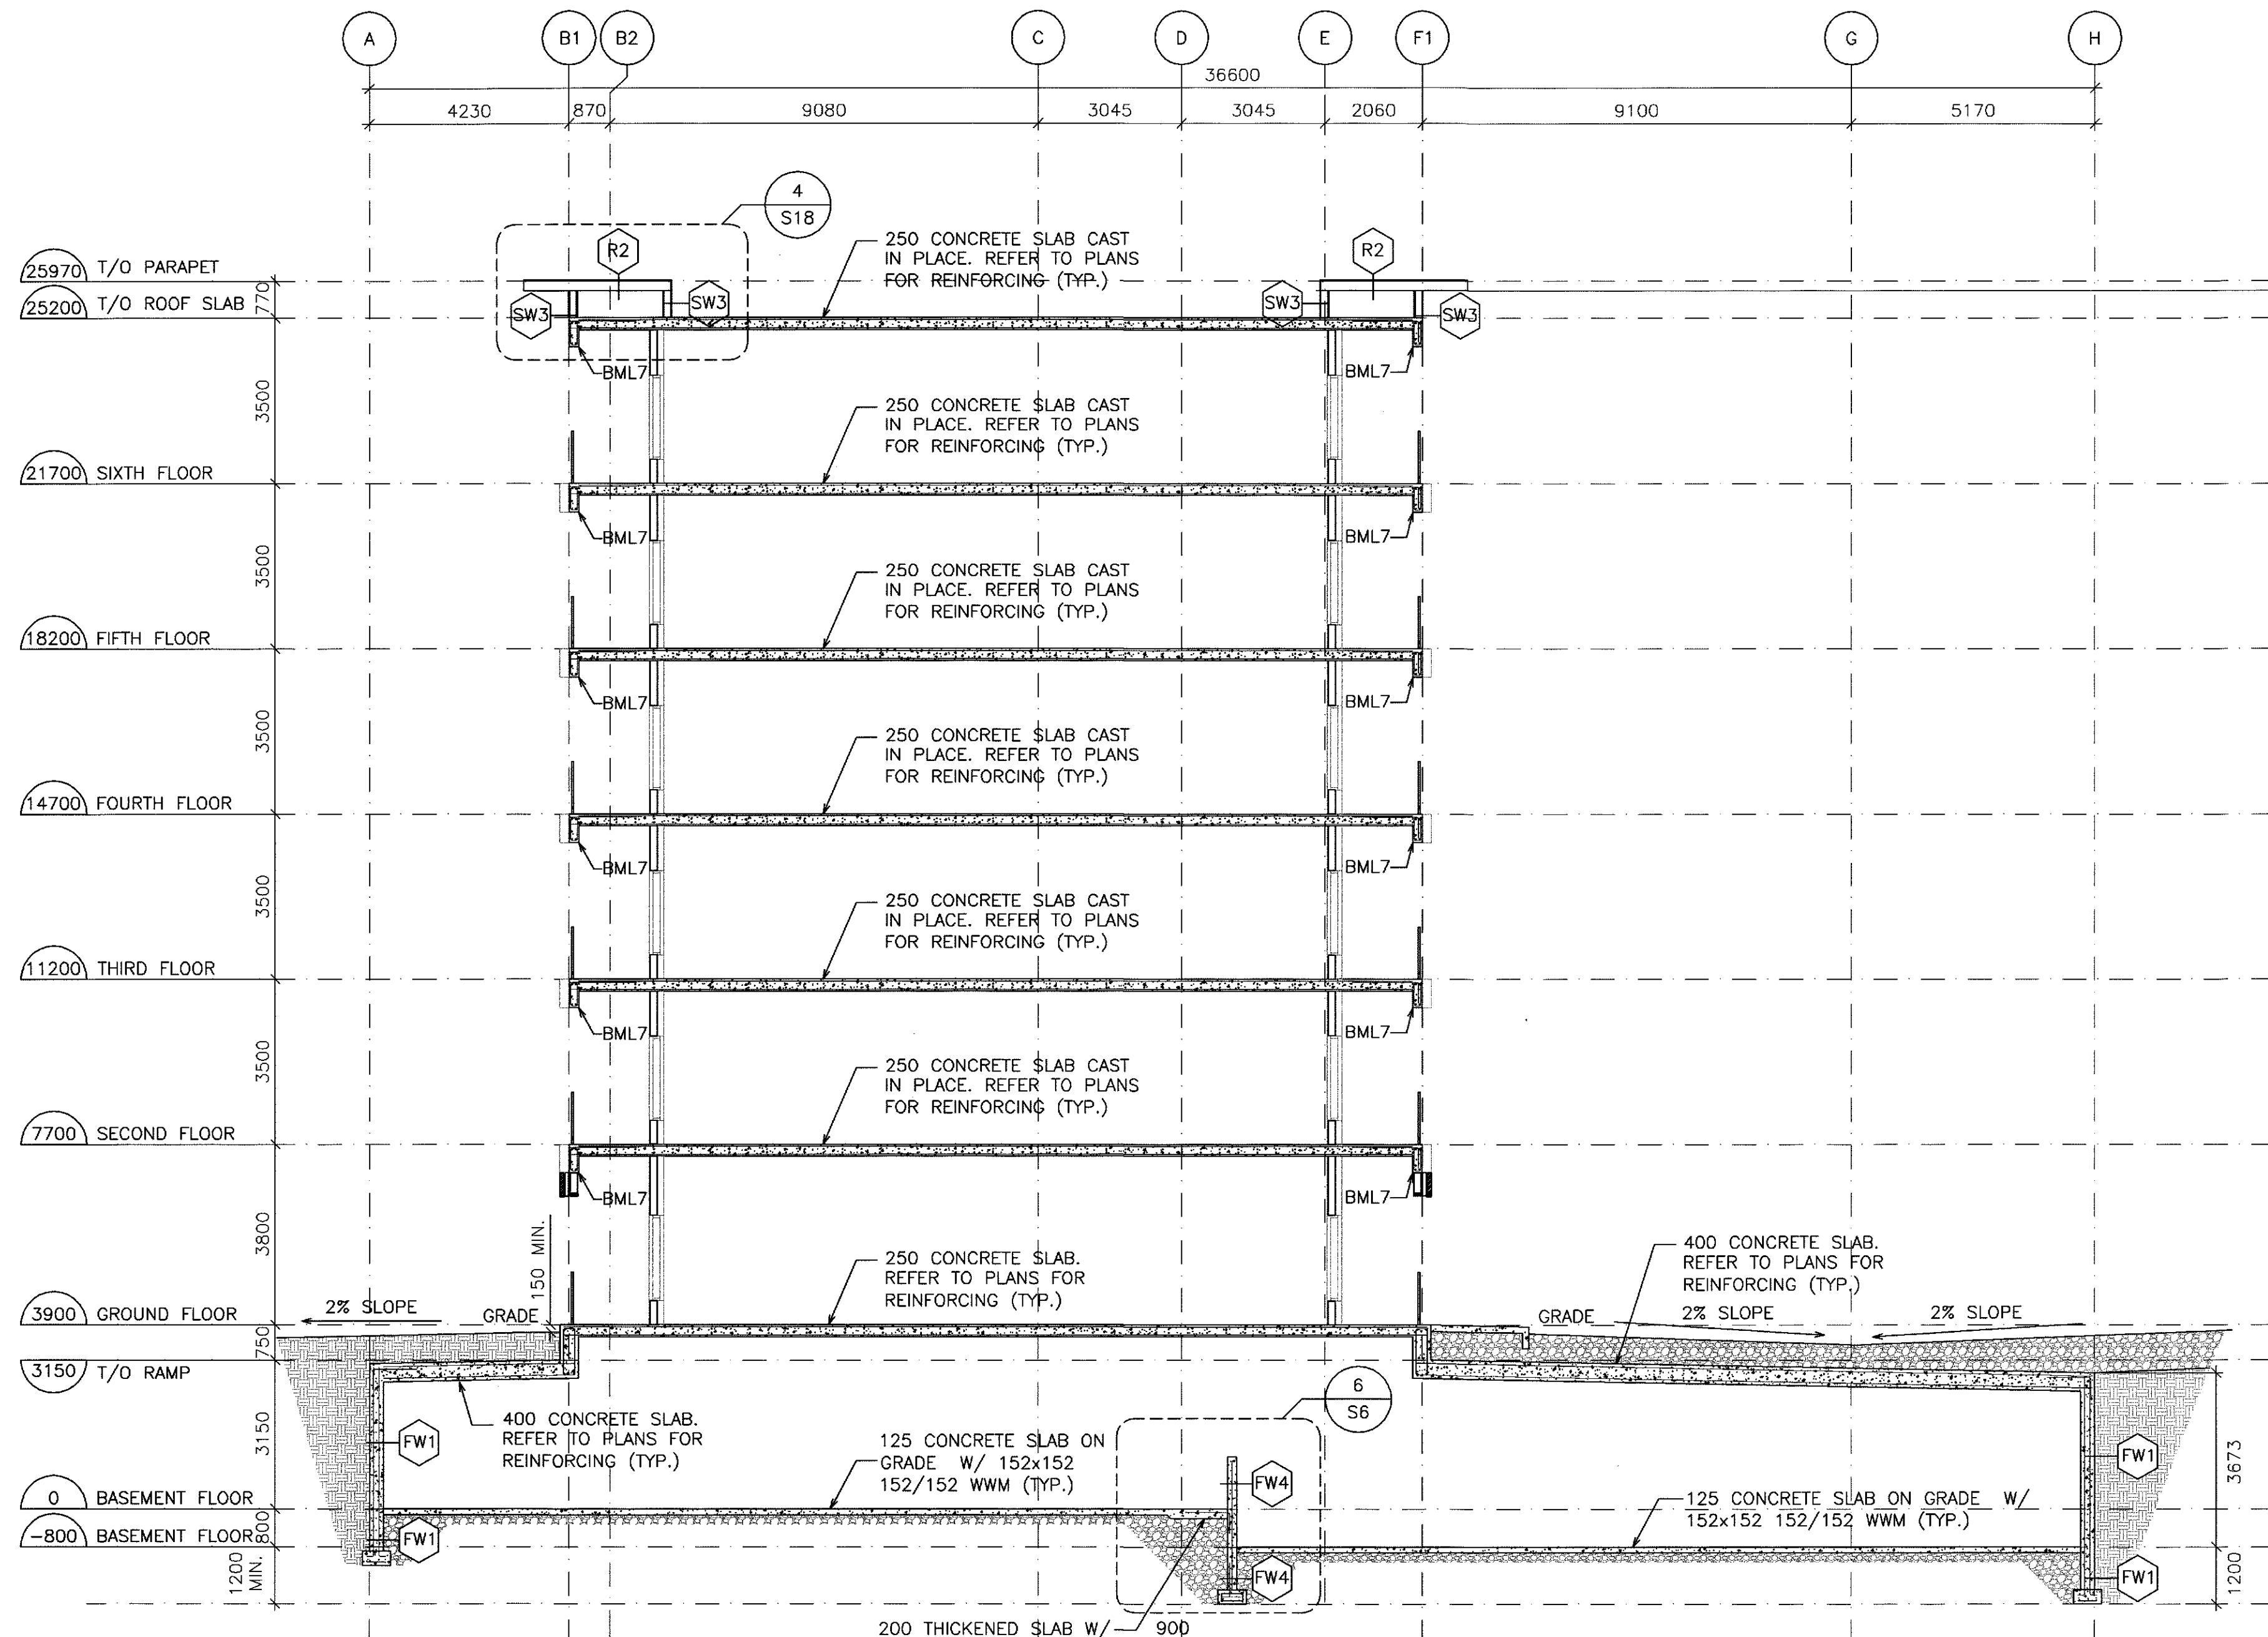 A B1 B2 C D E F1 G H
36600
4230 870 9080 3045 3045 2060 9100 5170
4
S18
R2 R2
250 CONCRETE SLAB CAST
IN PLACE. REFER TO PLANS
FOR REINFORCING (TYP.)
25970 T/O PARAPET
770
25200 T/O ROOF SLAB
SW3 SW3 SW3 SW3
BML7 BML7
3500
250 CONCRETE SLAB CAST
IN PLACE. REFER TO PLANS
FOR REINFORCING (TYP.)
21700 SIXTH FLOOR
BML7 BML7
3500
250 CONCRETE SLAB CAST
IN PLACE. REFER TO PLANS
FOR REINFORCING (TYP.)
18200 FIFTH FLOOR
BML7 BML7
3500
250 CONCRETE SLAB CAST
IN PLACE. REFER TO PLANS
FOR REINFORCING (TYP.)
14700 FOURTH FLOOR
BML7 BML7
3500
250 CONCRETE SLAB CAST
IN PLACE. REFER TO PLANS
FOR REINFORCING (TYP.)
11200 THIRD FLOOR
BML7 BML7
3500
250 CONCRETE SLAB CAST
IN PLACE. REFER TO PLANS
FOR REINFORCING (TYP.)
7700 SECOND FLOOR
BML7 BML7
3800
150 MIN.
250 CONCRETE SLAB.
REFER TO PLANS FOR
REINFORCING (TYP.)
400 CONCRETE SLAB.
REFER TO PLANS FOR
REINFORCING (TYP.)
3900 GROUND FLOOR
2% SLOPE GRADE
GRADE 2% SLOPE 2% SLOPE
750
3150 T/O RAMP
6
S6
400 CONCRETE SLAB.
REFER TO PLANS FOR
REINFORCING (TYP.)
3150
FW1
125 CONCRETE SLAB ON
GRADE W/ 152x152
152/152 WWM (TYP.)
FW4
FW1
3673
125 CONCRETE SLAB ON GRADE W/
152x152 152/152 WWM (TYP.)
0 BASEMENT FLOOR
800
-800 BASEMENT FLOOR
FW1
1200
MIN.
FW4
FW1
1200
200 THICKENED SLAB W/ 900